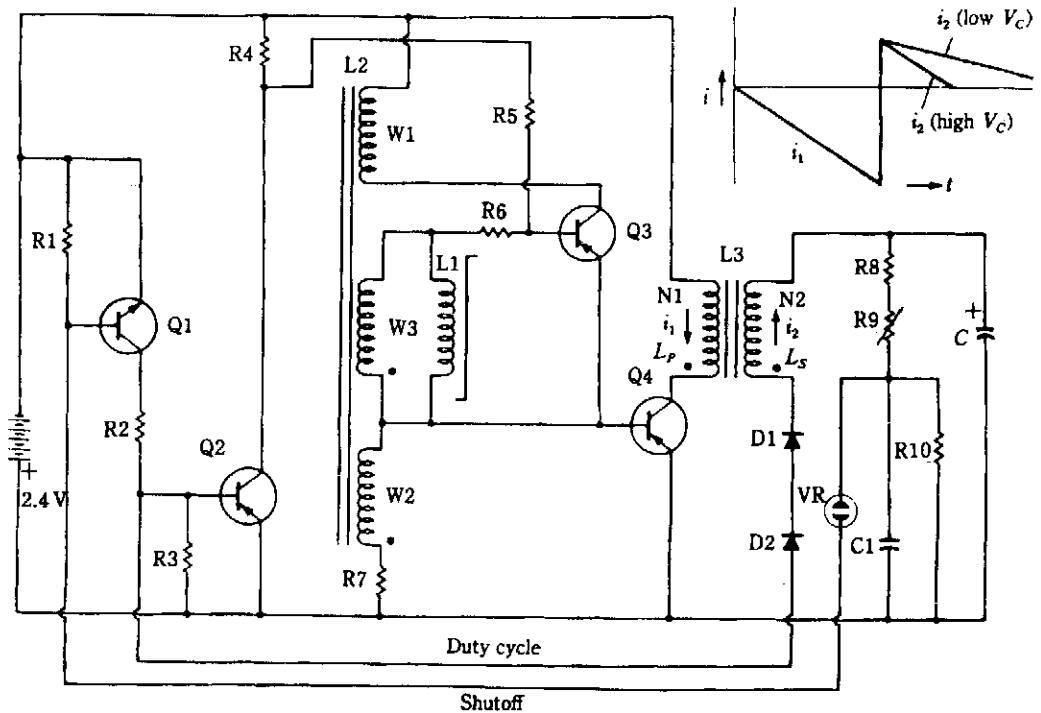 R4
L2
W1
R5
i
i₁
i₂ (low V_C)
i₂ (high V_C)
t
R1
Q1
R2
Q2
R3
R6
Q3
L1
W3
W2
R7
L3
N1
N2
i₁
i₂
L_P
L_S
Q4
R8
R9
+
C
D1
D2
VR
R10
C1
+
2.4 V
Duty cycle
Shutoff